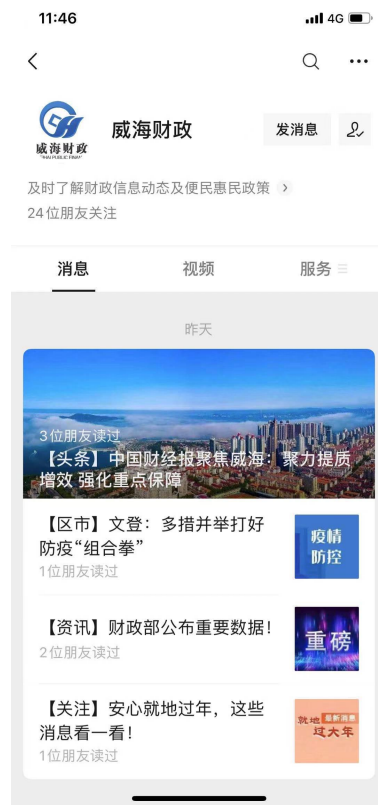 11:46
4G
威海财政
威海财政
发消息
及时了解财政信息动态及便民惠民政策
24位朋友关注
消息
视频
服务
昨天
3位朋友读过
【头条】中国财经报聚焦威海：聚力提质
增效 强化重点保障
【区市】文登：多措并举打好
防疫“组合拳”
1位朋友读过
疫情
防控
【资讯】财政部公布重要数据！
2位朋友读过
重磅
【关注】安心就地过年，这些
消息看一看！
1位朋友读过
就地
最新消息
过大年